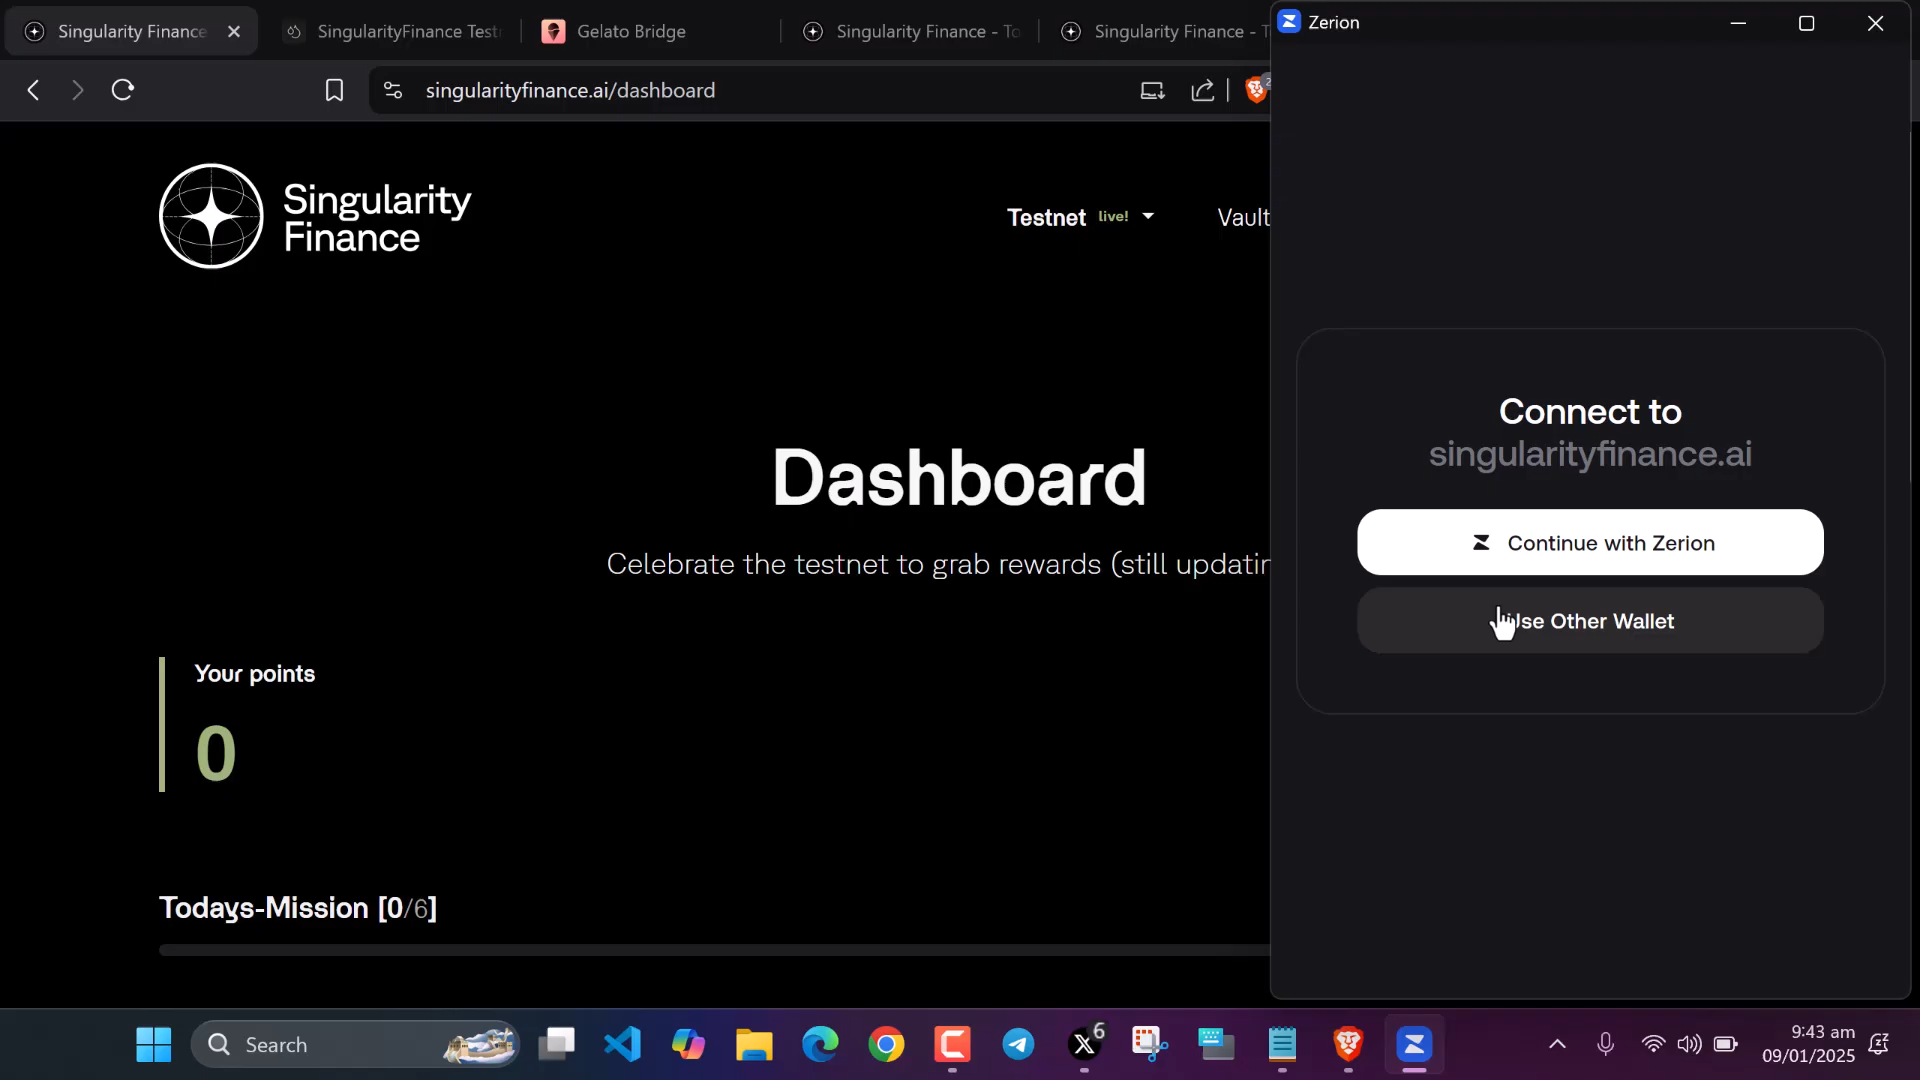 Singularity Finance
SingularityFinance Test
Gelato Bridge
Singularity Finance - To
Singularity Finance - T
Zerion
singularityfinance.ai/dashboard
2
Singularity
Finance
Testnet live!
Vault
Connect to
singularityfinance.ai
Continue with Zerion
Use Other Wallet
Dashboard
Celebrate the testnet to grab rewards (still updatin
Your points
0
Todays-Mission [0/6]
Search
6
9:43 am
09/01/2025